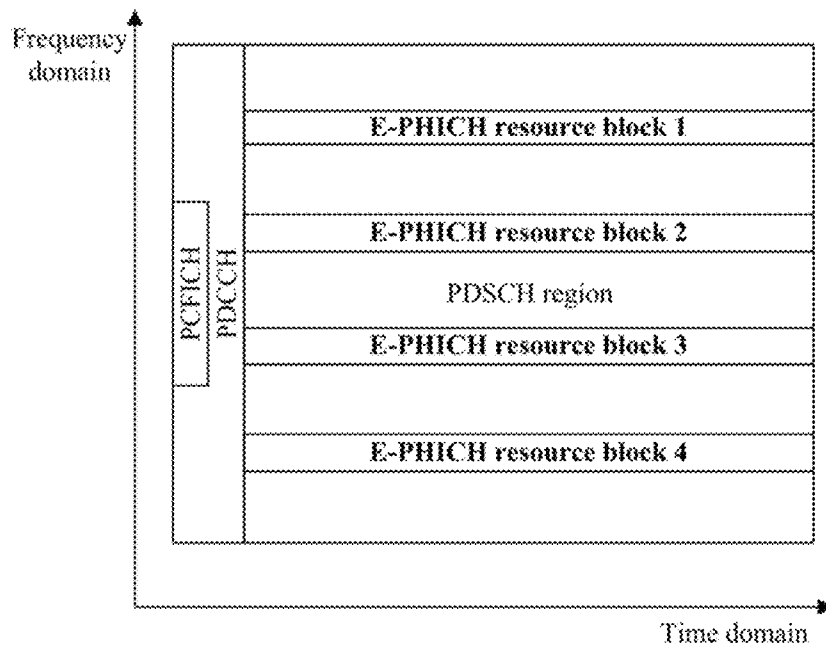 Frequency
domain
E-PHICH resource block 1
E-PHICH resource block 2
PCFICH
PDCCH
PDSCH region
E-PHICH resource block 3
E-PHICH resource block 4
Time domain